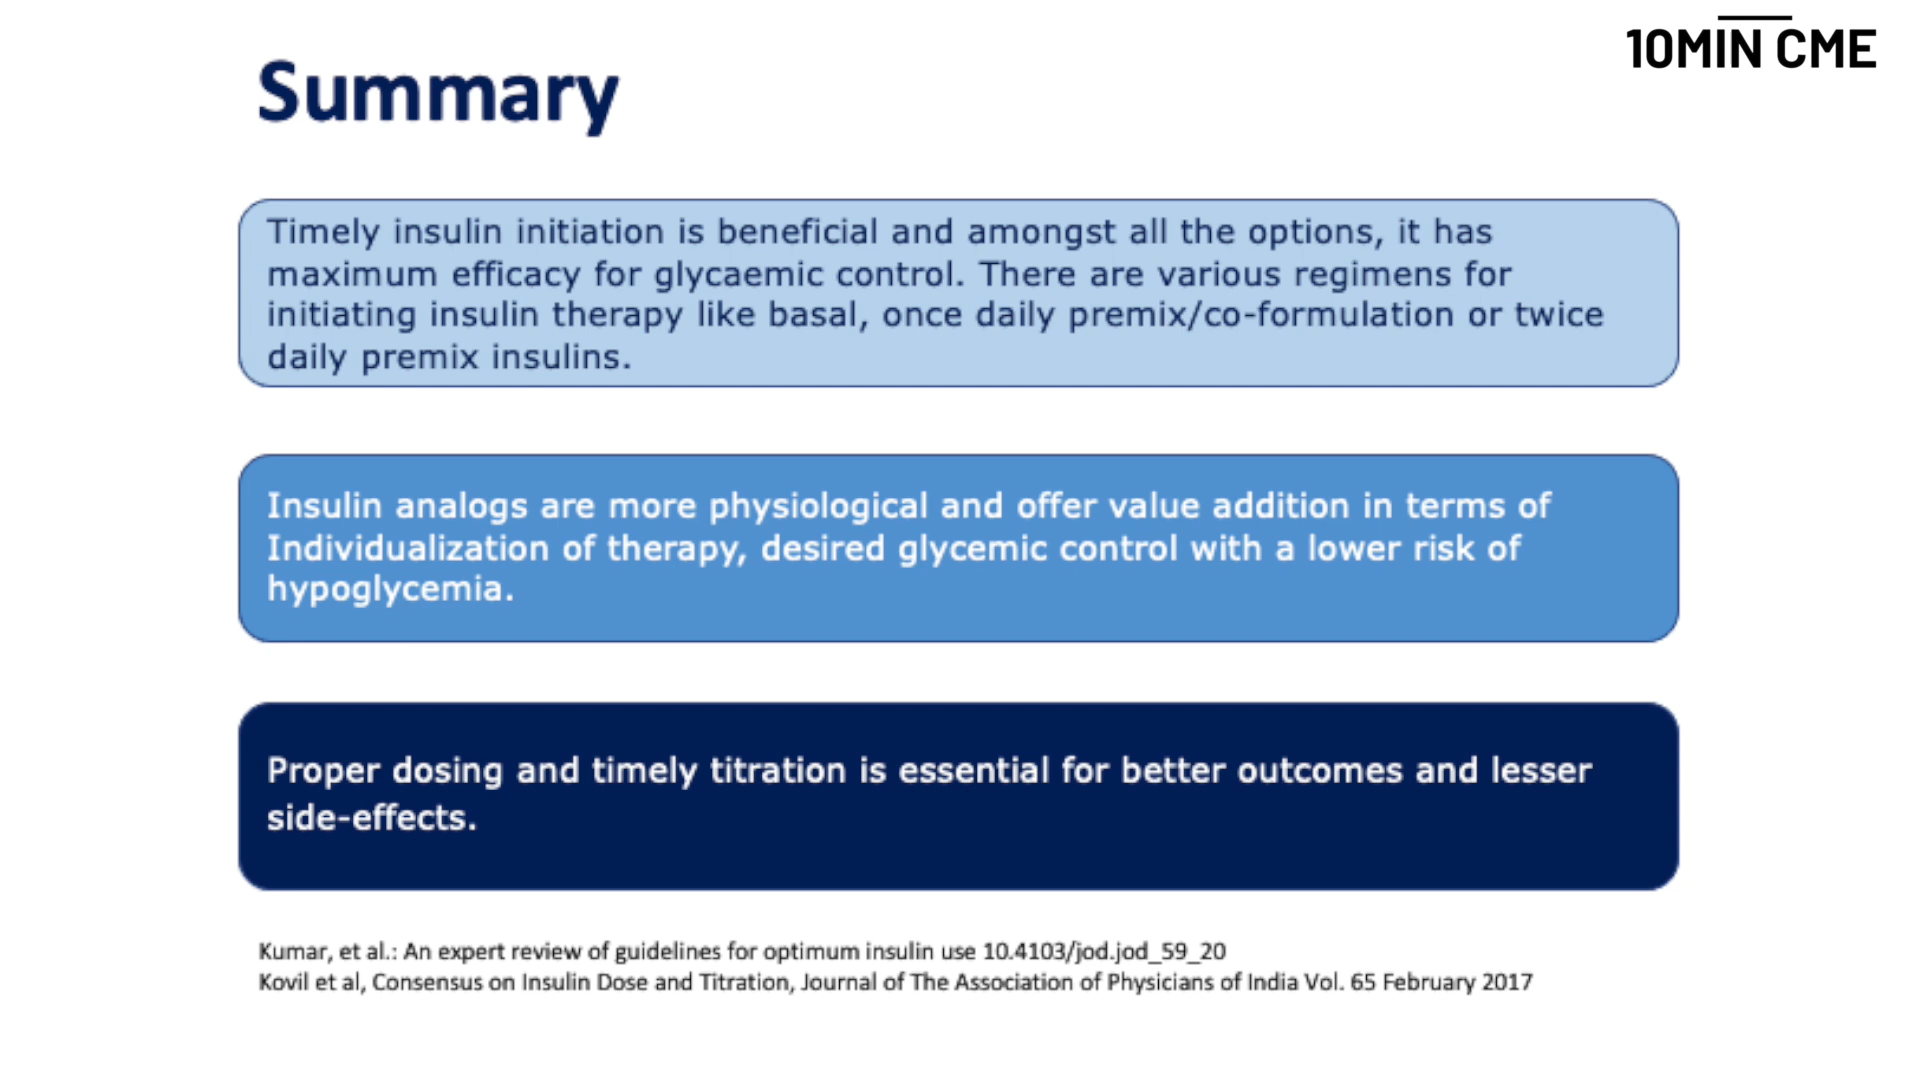 10MIN CME
Summary
Timely insulin initiation is beneficial and amongst all the options, it has
maximum efficacy for glycaemic control. There are various regimens for
initiating insulin therapy like basal, once daily premix/co-formulation or twice
daily premix insulins.
Insulin analogs are more physiological and offer value addition in terms of
Individualization of therapy, desired glycemic control with a lower risk of
hypoglycemia.
Proper dosing and timely titration is essential for better outcomes and lesser
side-effects.
Kumar, et al.: An expert review of guidelines for optimum insulin use 10.4103/jod.jod_59_20
Kovil et al, Consensus on Insulin Dose and Titration, Journal of The Association of Physicians of India Vol. 65 February 2017